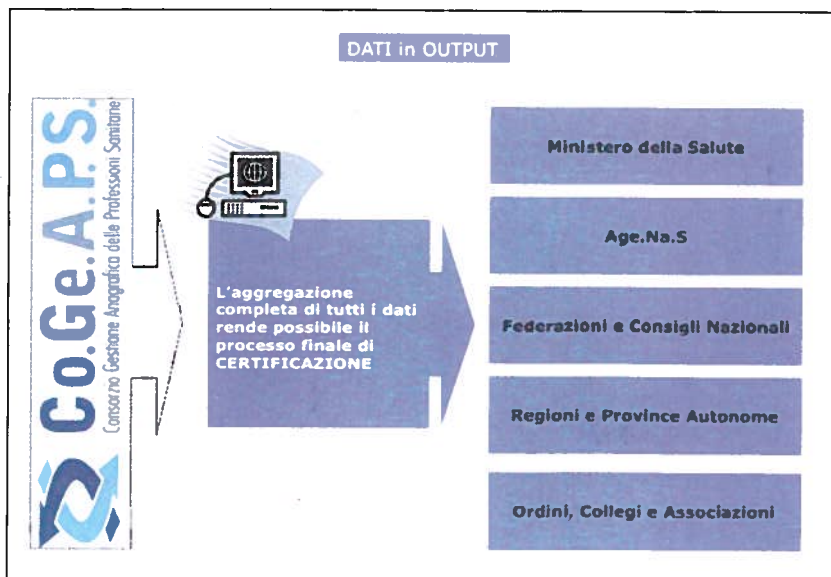 DATI in OUTPUT
Co.Ge.A.P.S.
Consorzio Gestione Anagrafica delle Professioni Sanitarie
L'aggregazione
completa di tutti i dati
rende possibile il
processo finale di
CERTIFICAZIONE
Ministero della Salute
Age.Na.S
Federazioni e Consigli Nazionali
Regioni e Province Autonome
Ordini, Collegi e Associazioni